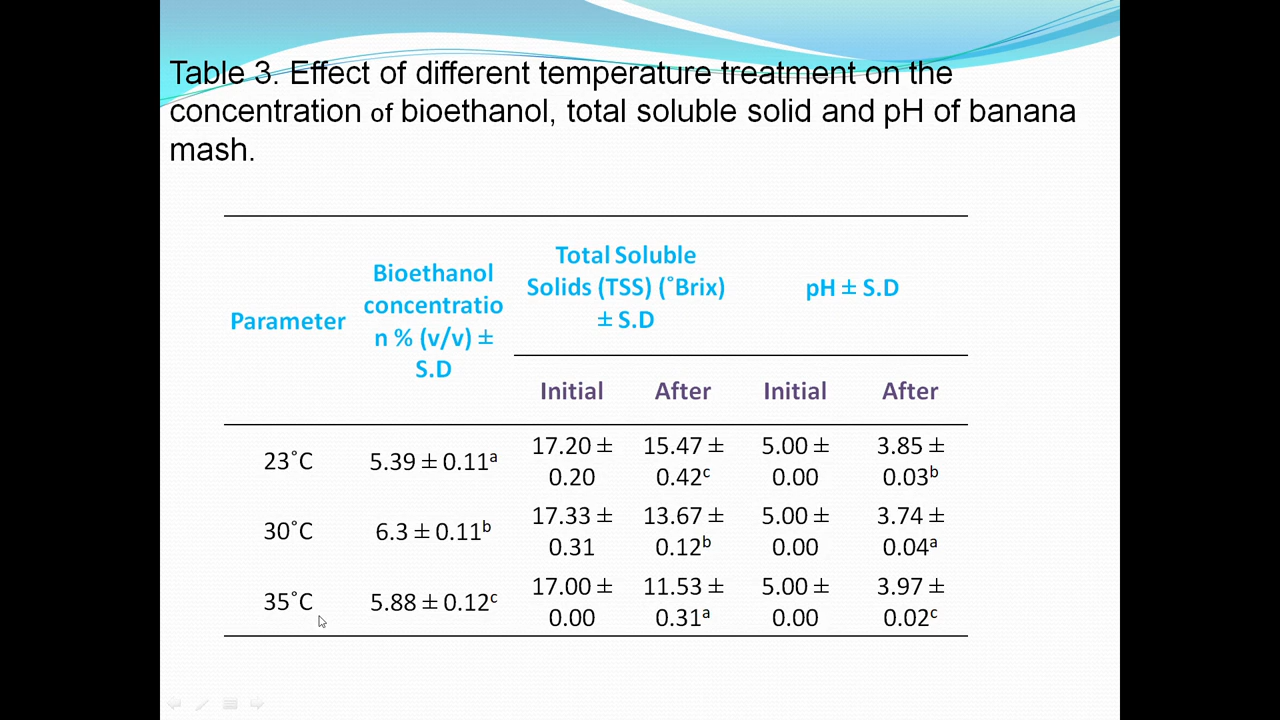 Table 3. Effect of different temperature treatment on the
concentration of bioethanol, total soluble solid and pH of banana
mash.
Parameter
Bioethanol
concentratio
n % (v/v) ±
S.D
Total Soluble
Solids (TSS) (˚Brix)
± S.D
pH ± S.D
Initial After Initial After
23˚C 5.39 ± 0.11ᵃ 17.20 ± 15.47 ± 5.00 ± 3.85 ±
0.20 0.42ᶜ 0.00 0.03ᵇ
30˚C 6.3 ± 0.11ᵇ 17.33 ± 13.67 ± 5.00 ± 3.74 ±
0.31 0.12ᵇ 0.00 0.04ᵃ
35˚C 5.88 ± 0.12ᶜ 17.00 ± 11.53 ± 5.00 ± 3.97 ±
0.00 0.31ᵃ 0.00 0.02ᶜ